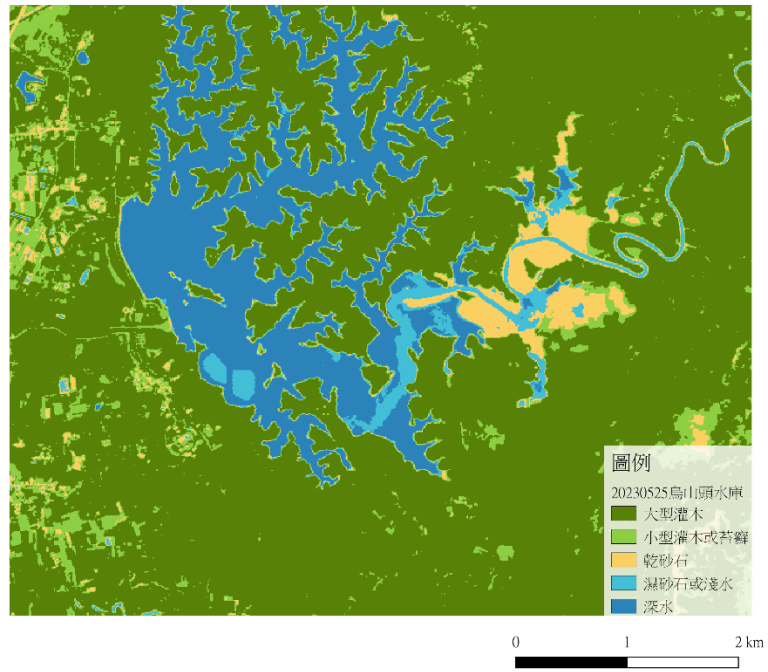 圖例
20230525烏山頭水庫
大型灌木
小型灌木或苔蘚
乾砂石
濕砂石或淺水
深水
0 1 2 km